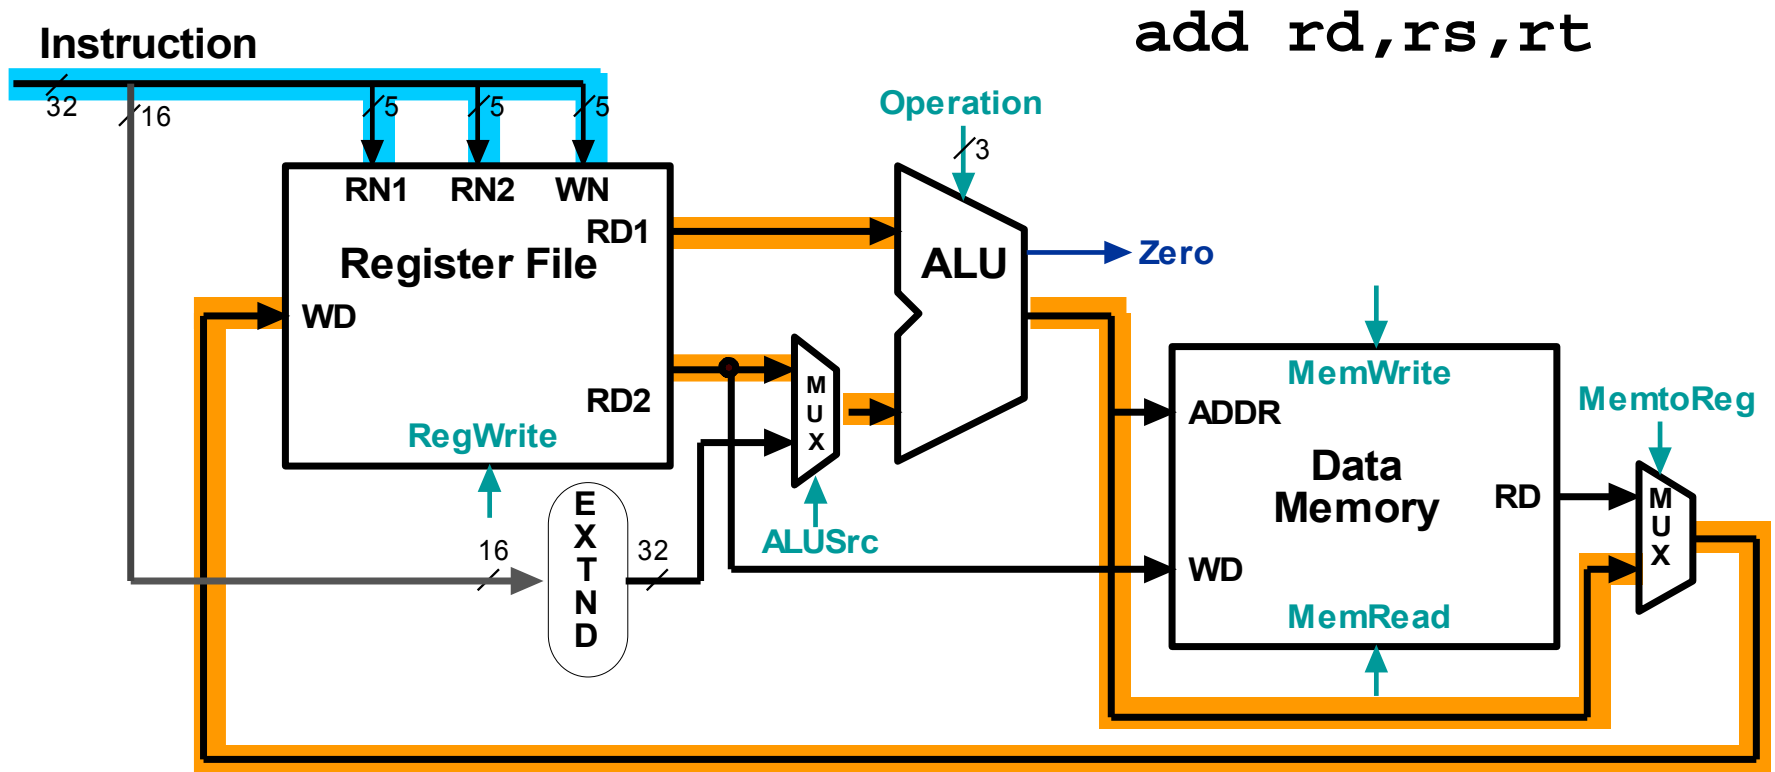 add rd,rs,rt
Instruction
32
16
5
5
5
Operation
3
RN1 RN2 WN
RD1
Register File
ALU
Zero
WD
RD2
RegWrite
M
U
X
ALUSrc
MemWrite
ADDR
Data
Memory
RD
WD
MemRead
MemtoReg
M
U
X
16
E
X
T
N
D
32